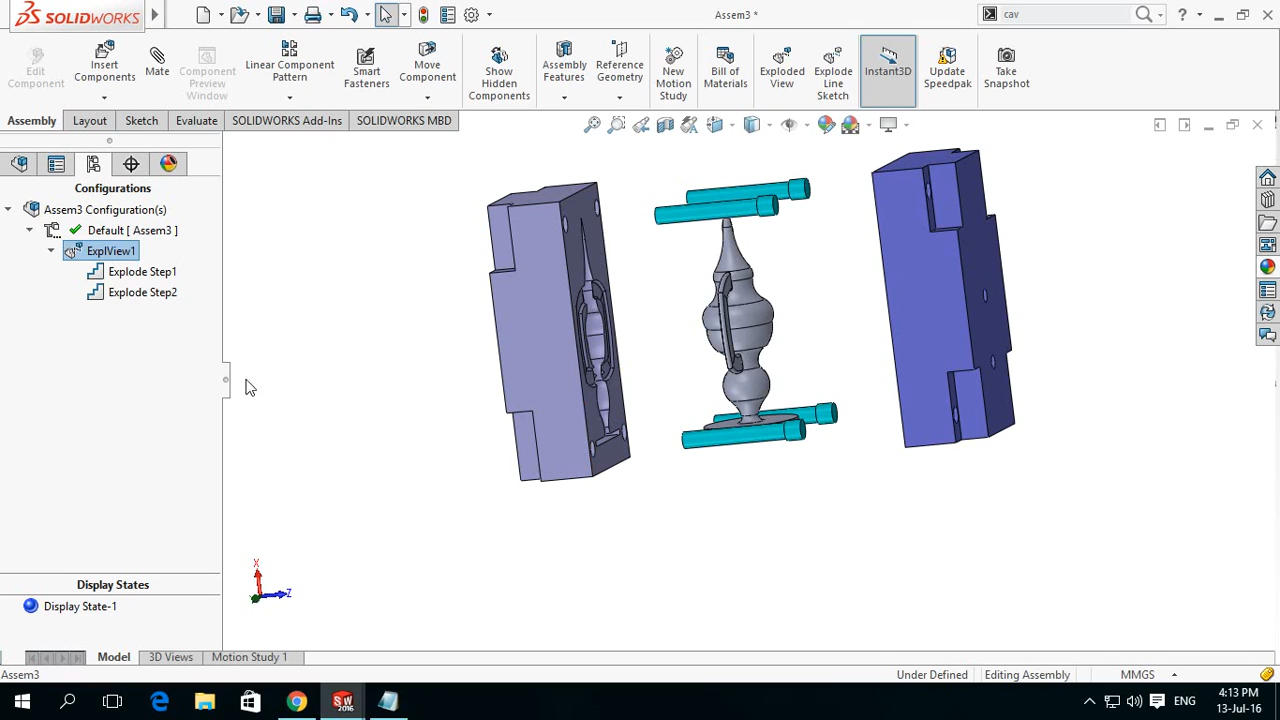 SOLIDWORKS
Assem3 *
cav
?
Edit Component
Insert Components
Mate
Component Preview Window
Linear Component Pattern
Smart Fasteners
Move Component
Show Hidden Components
Assembly Features
Reference Geometry
New Motion Study
Bill of Materials
Exploded View
Explode Line Sketch
Instant3D
Update Speedpak
Take Snapshot
Assembly
Layout
Sketch
Evaluate
SOLIDWORKS Add-Ins
SOLIDWORKS MBD
Configurations
Assem3 Configuration(s)
Default [ Assem3 ]
ExplView1
Explode Step1
Explode Step2
X
Z
Display States
Display State-1
Model
3D Views
Motion Study 1
Assem3
Under Defined
Editing Assembly
MMGS
SW
2016
ENG
4:13 PM
13-Jul-16